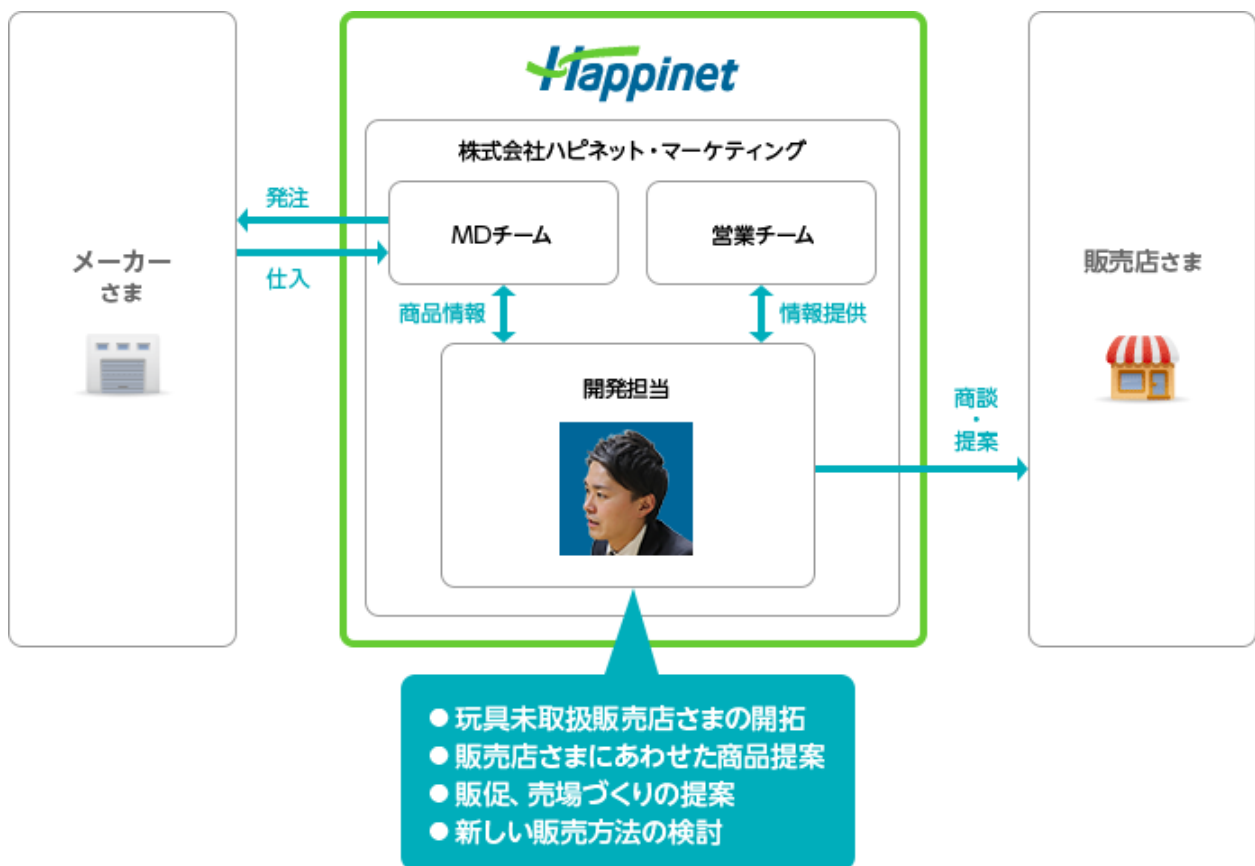 Happinet
株式会社ハピネット・マーケティング
発注
仕入
MDチーム
営業チーム
メーカー
さま
販売店さま
商品情報
情報提供
開発担当
商談
・
提案
●玩具未取扱販売店さまの開拓
●販売店さまにあわせた商品提案
●販促、売場づくりの提案
●新しい販売方法の検討